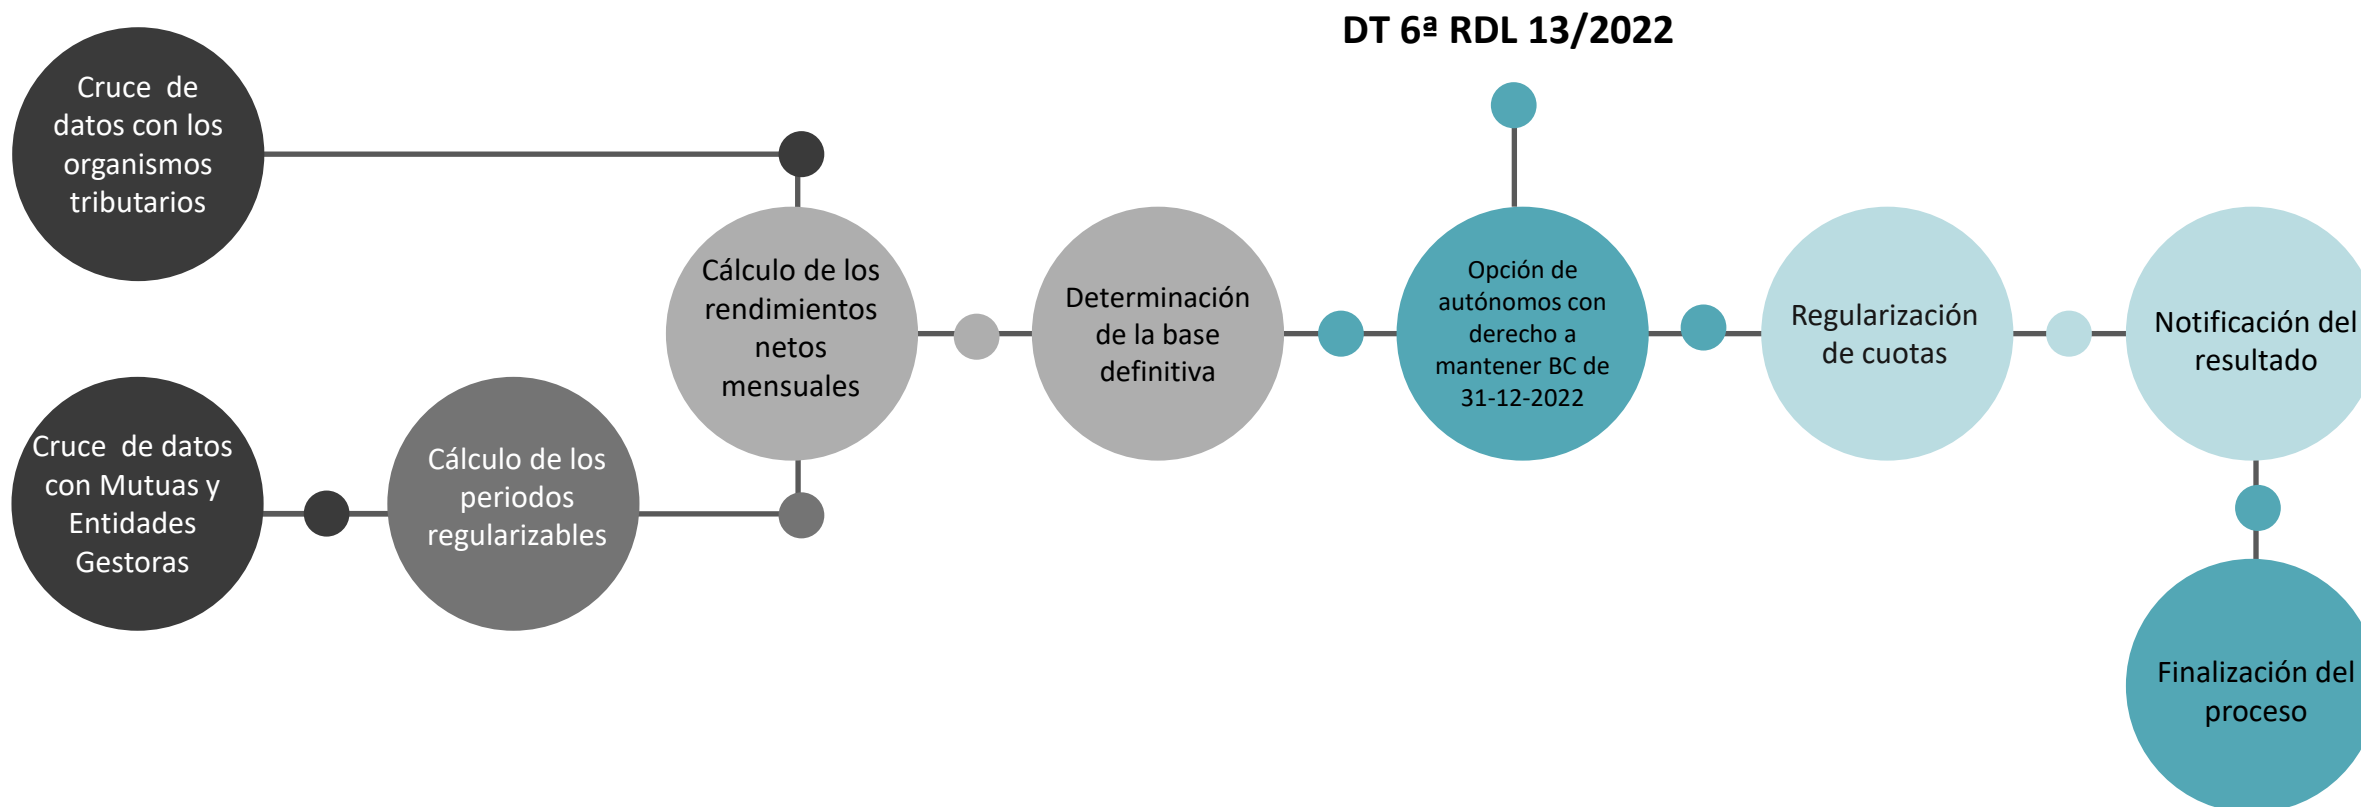 DT 6ª RDL 13/2022
Cruce de
datos con los
organismos
tributarios
Cruce de datos
con Mutuas y
Entidades
Gestoras
Cálculo de los
periodos
regularizables
Cálculo de los
rendimientos
netos
mensuales
Determinación
de la base
definitiva
Opción de
autónomos con
derecho a
mantener BC de
31-12-2022
Regularización
de cuotas
Notificación del
resultado
Finalización del
proceso